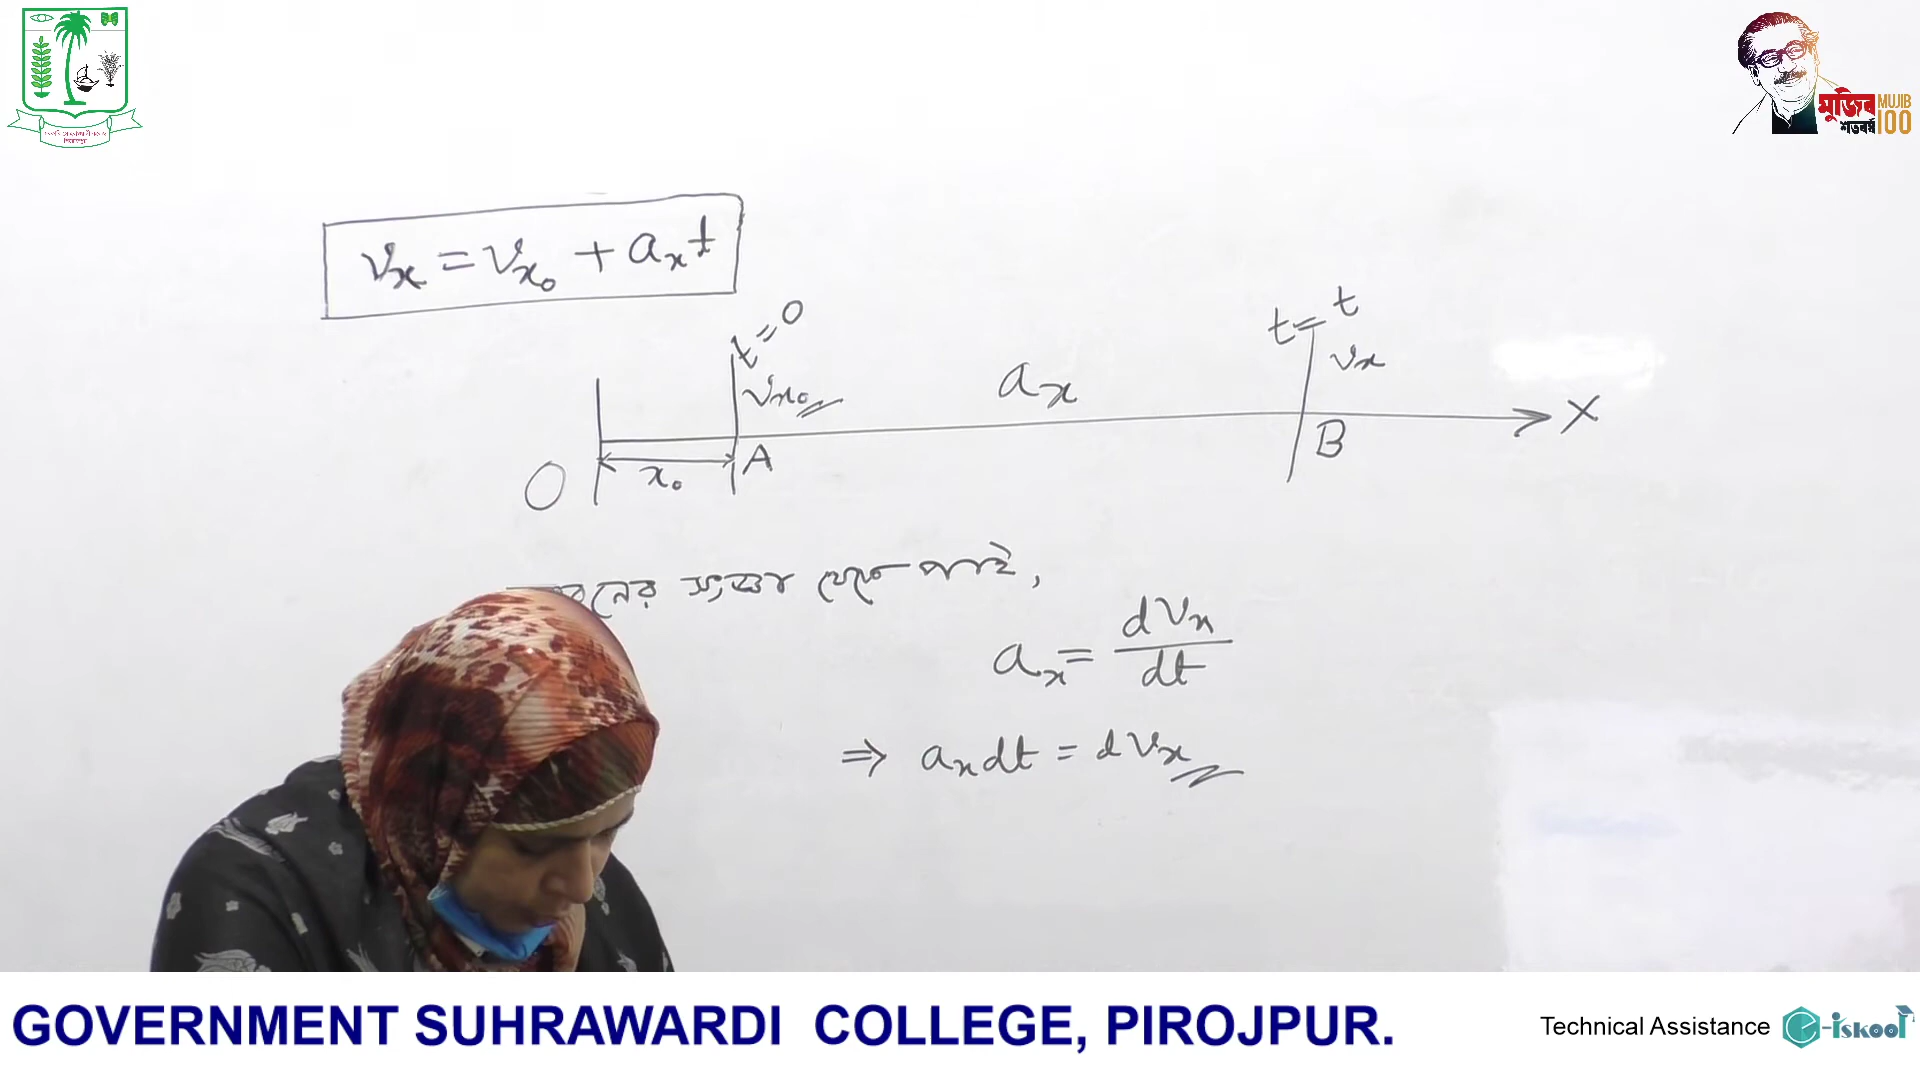 মুজিব MUJIB
শতবর্ষ 100
vₓ = vₓ₀ + aₓt
t = 0
t = t
vₓ₀
aₓ
vₓ
X
O
x₀
A
B
থেকে পাই,
aₓ = dvₓ/dt
⇒ aₓdt = dvₓ
GOVERNMENT SUHRAWARDI COLLEGE, PIROJPUR.
Technical Assistance e-iskool